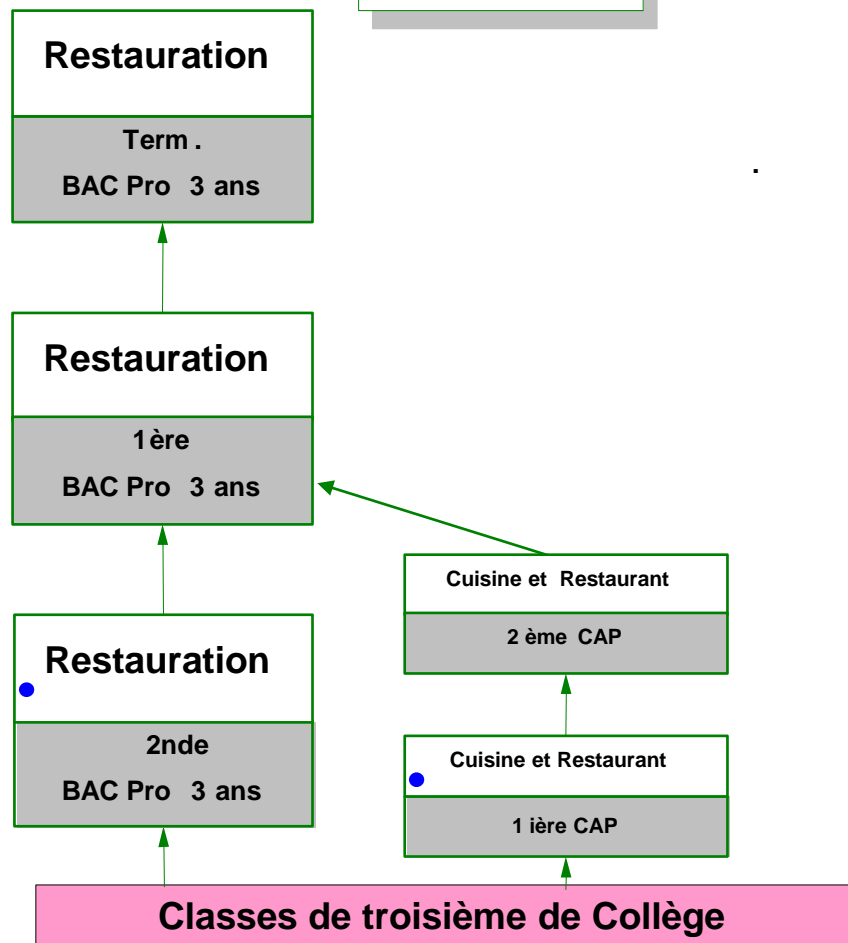 Restauration
Term .
BAC Pro 3 ans
.
Restauration
1ère
BAC Pro 3 ans
Cuisine et Restaurant
2 ème CAP
Restauration
2nde
BAC Pro 3 ans
Cuisine et Restaurant
1 ière CAP
Classes de troisième de Collège